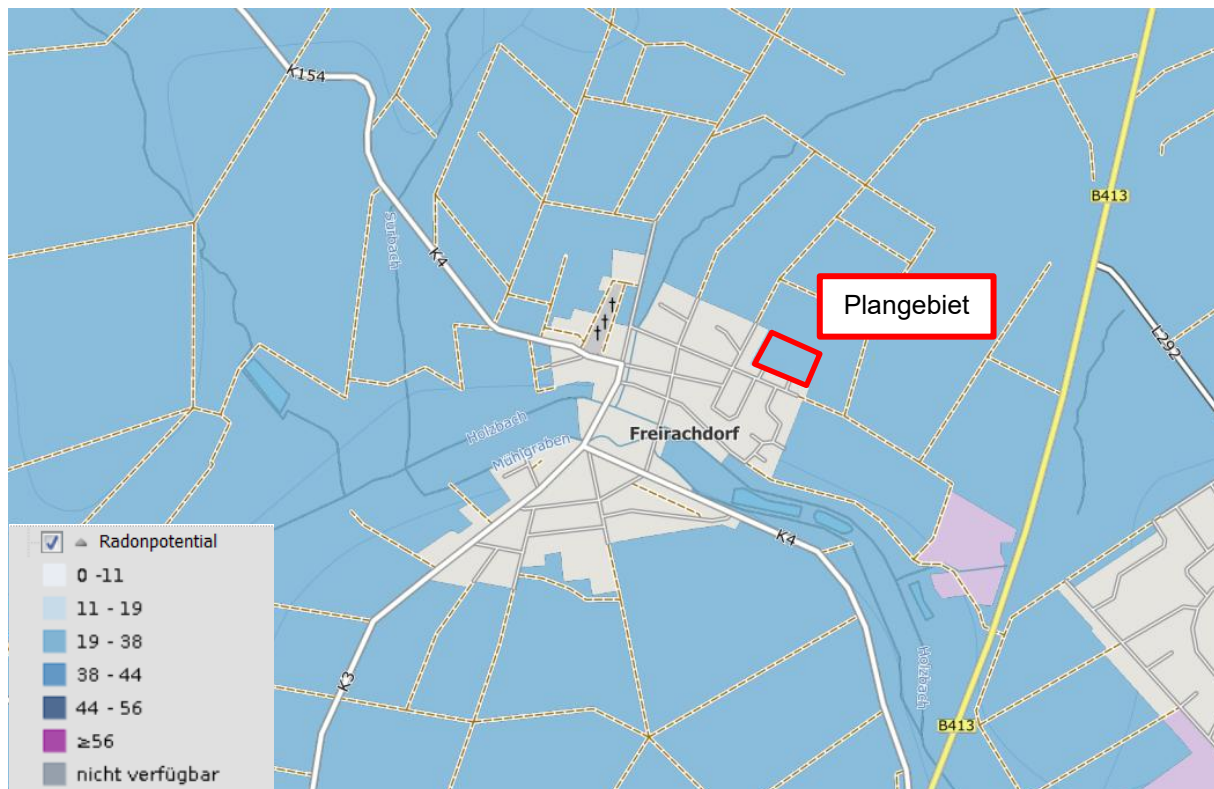 K154
B413
Surbach
K4
Plangebiet
L292
Holzbach
Mühlgraben
Freirachdorf
K4
K3
Holzbach
B413
Radonpotential
0 -11
11 - 19
19 - 38
38 - 44
44 - 56
≥56
nicht verfügbar